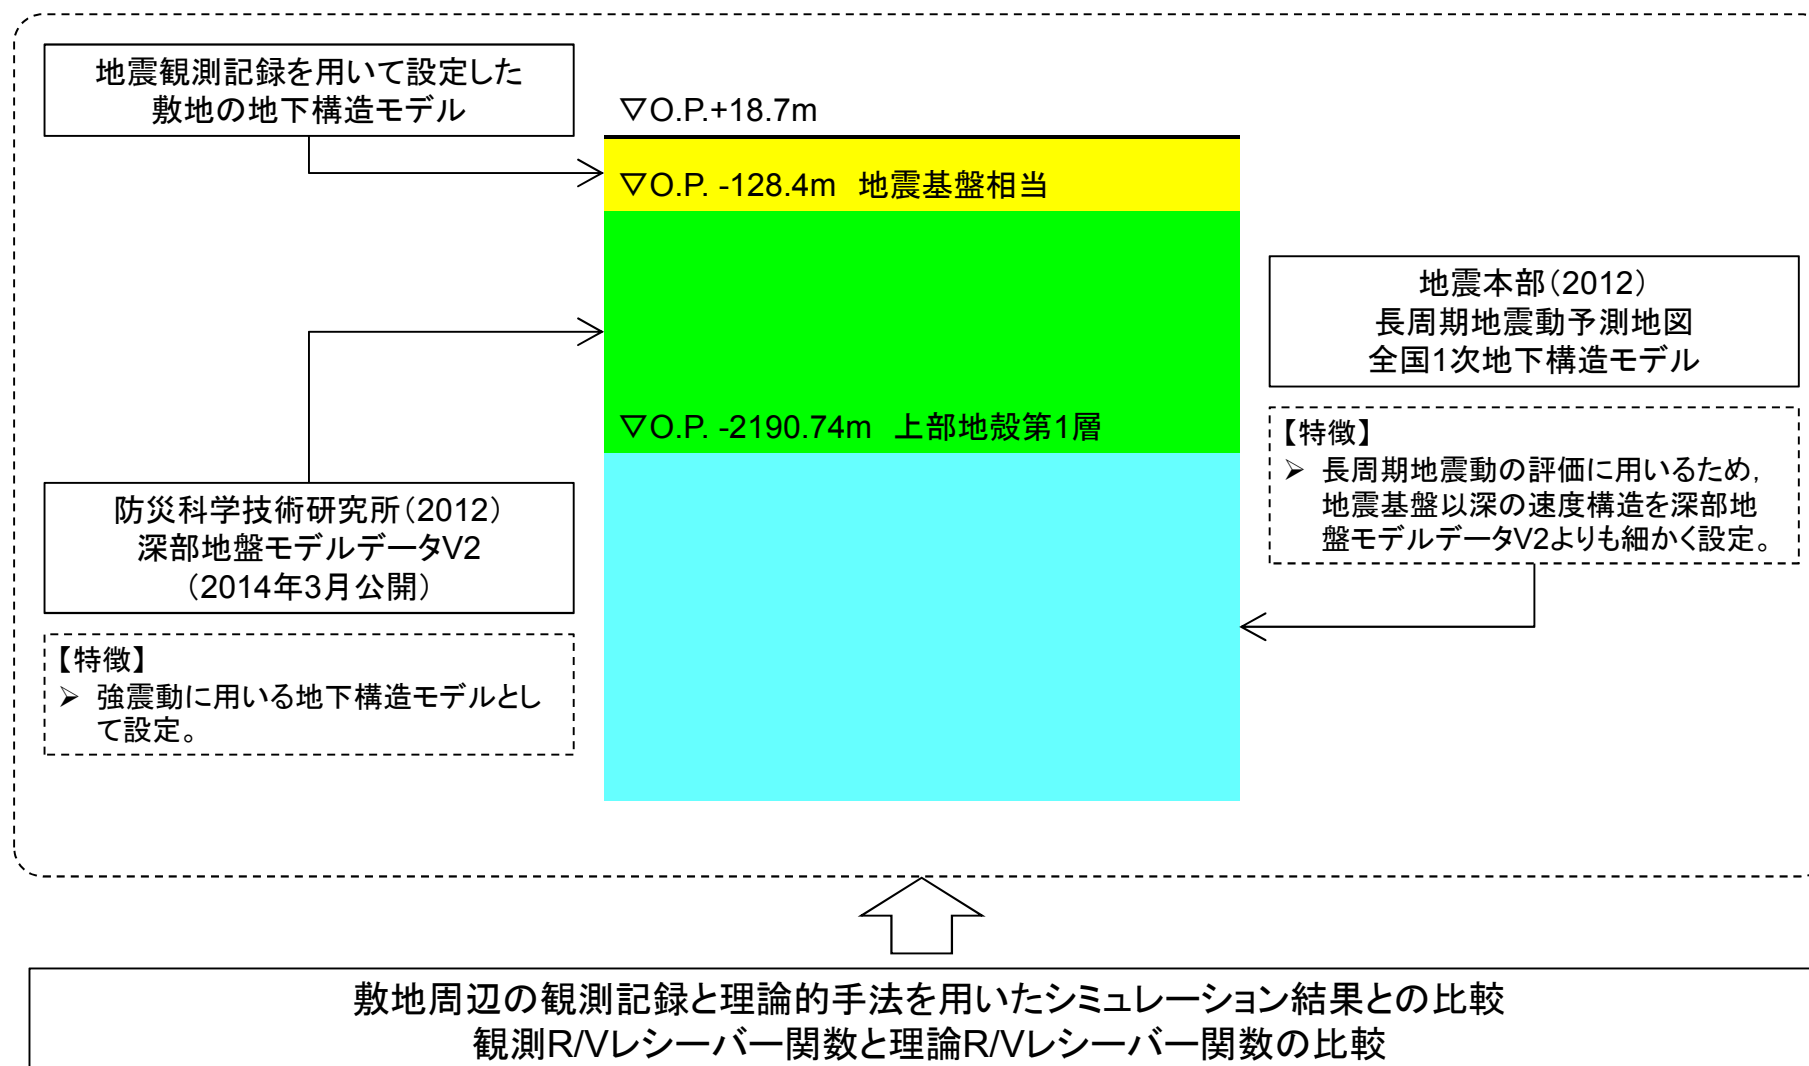 地震観測記録を用いて設定した
敷地の地下構造モデル
▽O.P.+18.7m
▽O.P. -128.4m 地震基盤相当
▽O.P. -2190.74m 上部地殻第1層
防災科学技術研究所（2012）
深部地盤モデルデータV2
（2014年3月公開）
【特徴】
➢ 強震動に用いる地下構造モデルとし
て設定。
地震本部（2012）
長周期地震動予測地図
全国1次地下構造モデル
【特徴】
➢ 長周期地震動の評価に用いるため，
地震基盤以深の速度構造を深部地
盤モデルデータV2よりも細かく設定。
敷地周辺の観測記録と理論的手法を用いたシミュレーション結果との比較
観測R/Vレシーバー関数と理論R/Vレシーバー関数の比較